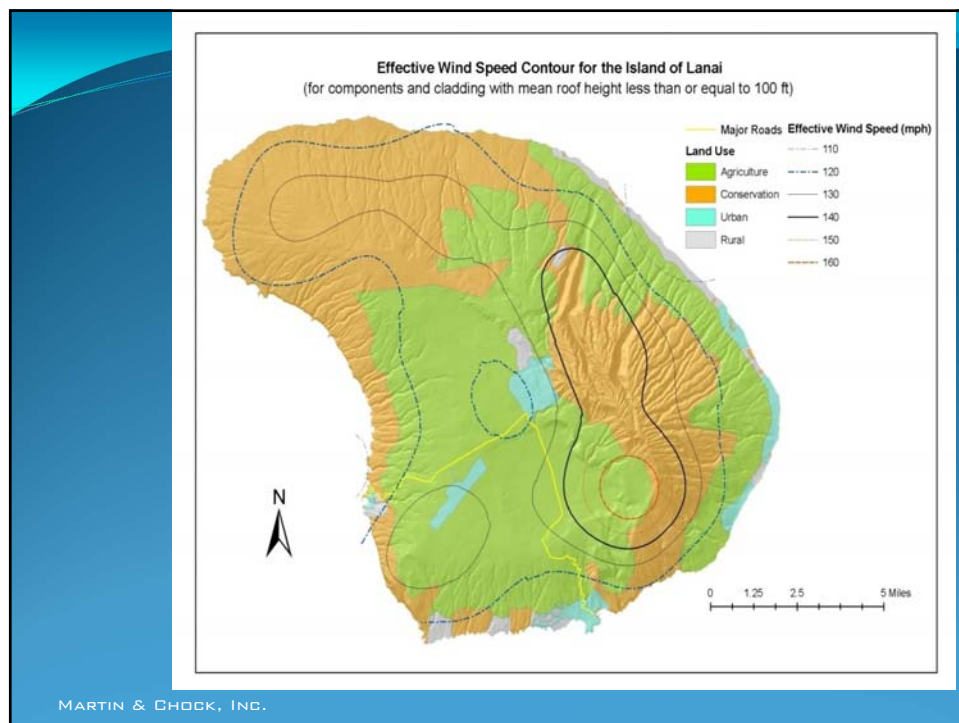 Effective Wind Speed Contour for the Island of Lanai
(for components and cladding with mean roof height less than or equal to 100 ft)
Major Roads
Land Use
Agriculture
Conservation
Urban
Rural
Effective Wind Speed (mph)
110
120
130
140
150
160
N
0 1.25 2.5 5 Miles
MARTIN & CHOCK, INC.